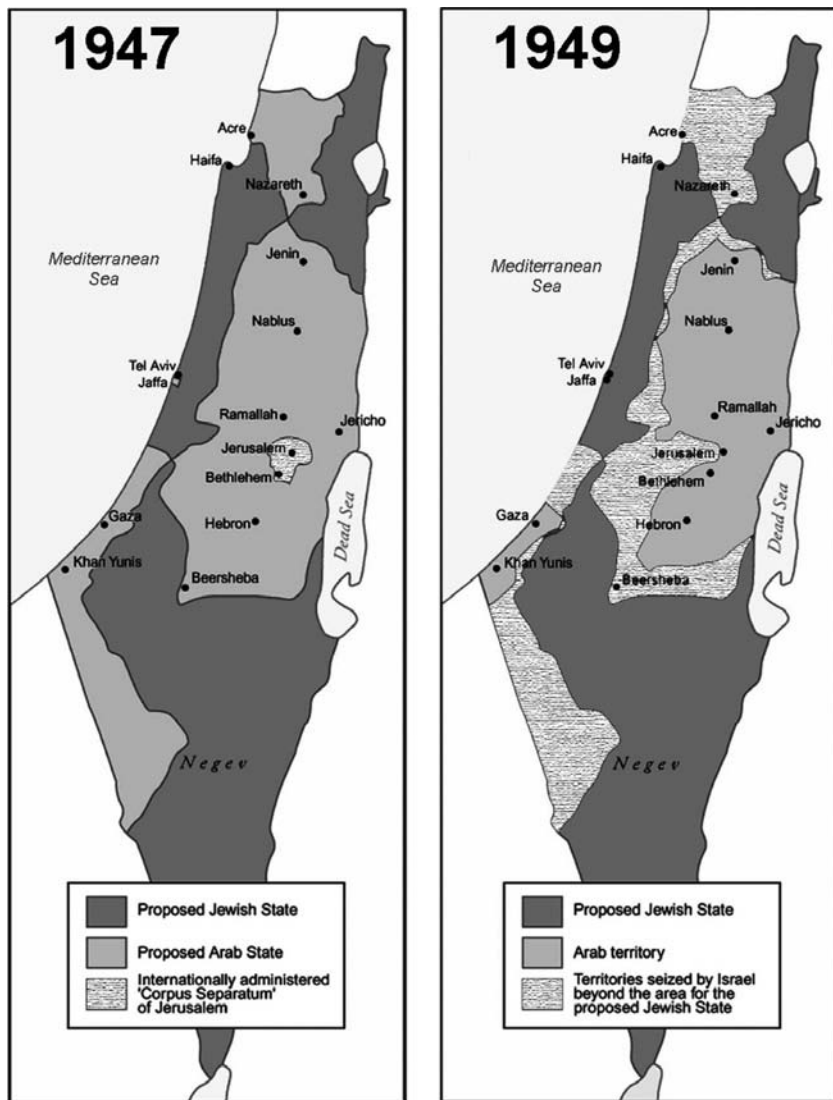 1947
Acre
Haifa
Nazareth
Mediterranean
Sea
Jenin
Nablus
Tel Aviv
Jaffa
Ramallah
Jericho
Jerusalem
Bethlehem
Gaza
Hebron
Dead Sea
Khan Yunis
Beersheba
Negev
Proposed Jewish State
Proposed Arab State
Internationally administered
'Corpus Separatum'
of Jerusalem
1949
Acre
Haifa
Nazareth
Mediterranean
Sea
Jenin
Nablus
Tel Aviv
Jaffa
Ramallah
Jericho
Jerusalem
Bethlehem
Gaza
Hebron
Dead Sea
Khan Yunis
Beersheba
Negev
Proposed Jewish State
Arab territory
Territories seized by Israel
beyond the area for the
proposed Jewish State